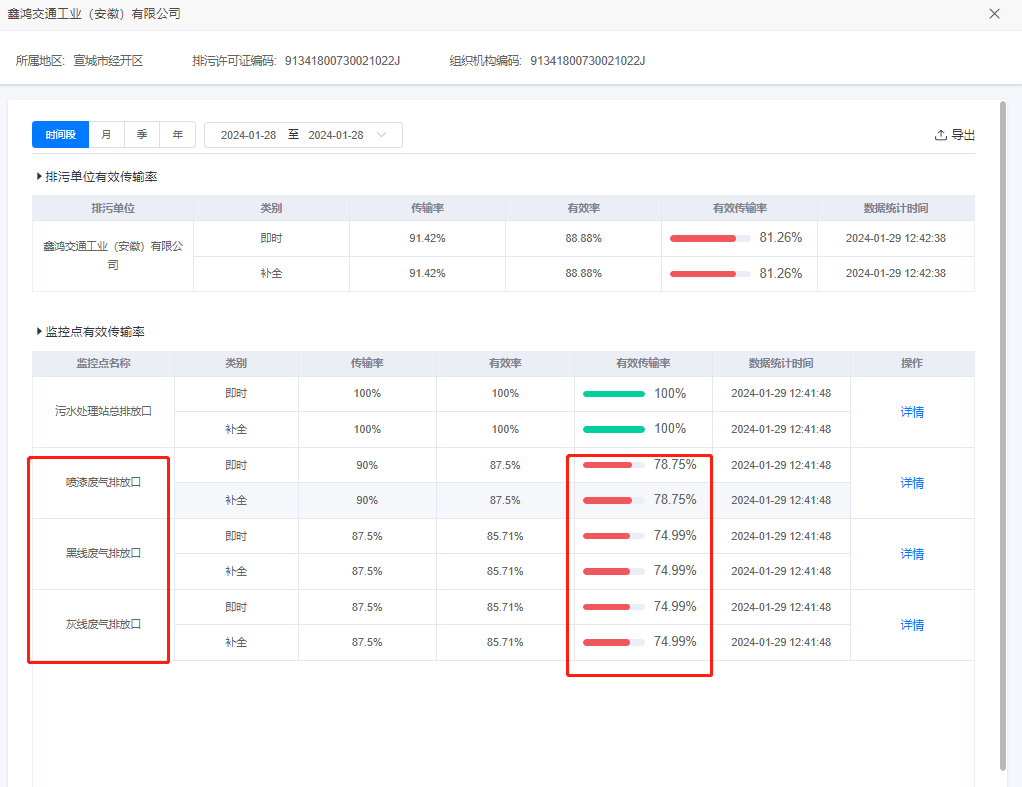 鑫鸿交通工业（安徽）有限公司
所属地区: 宣城市经开区 排污许可证编码: 91341800730021022J 组织机构编码: 91341800730021022J
时间段 月 季 年 2024-01-28 至 2024-01-28 导出
排污单位有效传输率
排污单位 类别 传输率 有效率 有效传输率 数据统计时间
鑫鸿交通工业（安徽）有限公
司
即时 91.42% 88.88% 81.26% 2024-01-29 12:42:38
补全 91.42% 88.88% 81.26% 2024-01-29 12:42:38
监控点有效传输率
监控点名称 类别 传输率 有效率 有效传输率 数据统计时间 操作
污水处理站总排放口
即时 100% 100% 100% 2024-01-29 12:41:48
补全 100% 100% 100% 2024-01-29 12:41:48
详情
喷漆废气排放口
即时 90% 87.5% 78.75% 2024-01-29 12:41:48
补全 90% 87.5% 78.75% 2024-01-29 12:41:48
详情
黑线废气排放口
即时 87.5% 85.71% 74.99% 2024-01-29 12:41:48
补全 87.5% 85.71% 74.99% 2024-01-29 12:41:48
详情
灰线废气排放口
即时 87.5% 85.71% 74.99% 2024-01-29 12:41:48
补全 87.5% 85.71% 74.99% 2024-01-29 12:41:48
详情